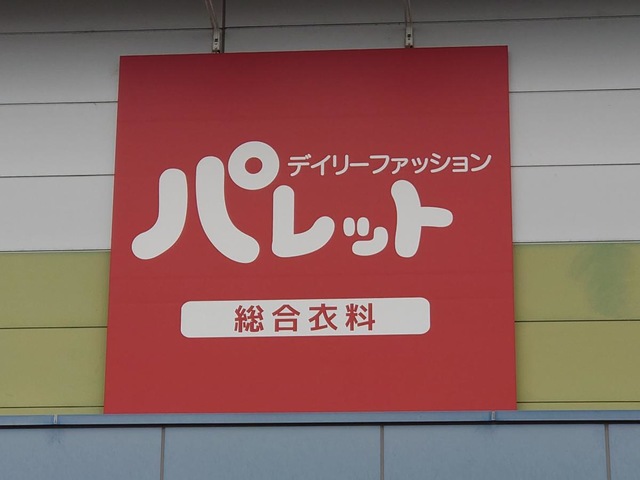 デイリーファッション
パレット
総合衣料